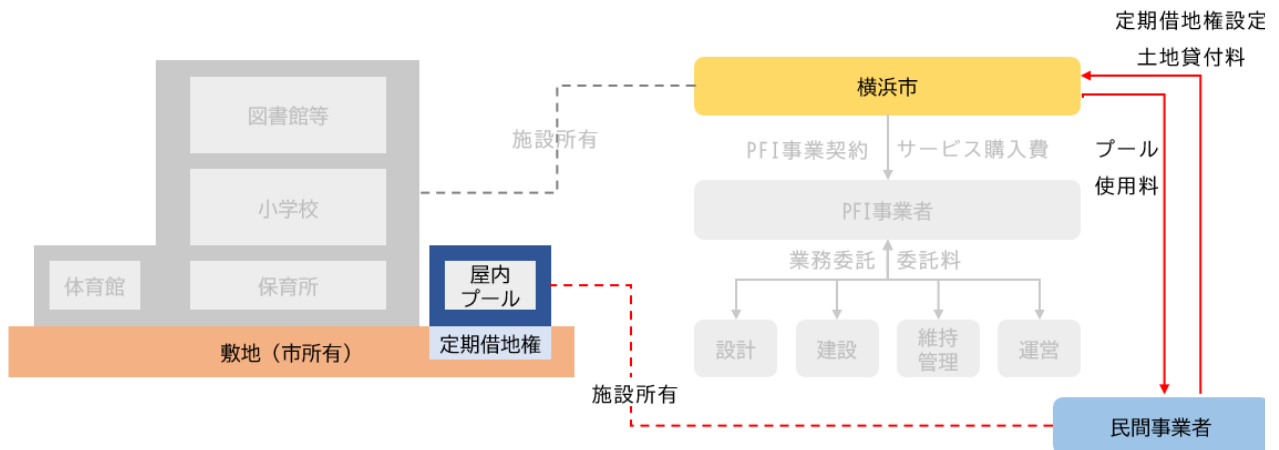 定期借地権設定
土地貸付料
横浜市
図書館等
施設所有
PFI事業契約
サービス購入費
プール
使用料
小学校
PFI事業者
体育館
保育所
屋内
プール
業務委託
委託料
敷地（市所有）
定期借地権
設計
建設
維持
管理
運営
施設所有
民間事業者